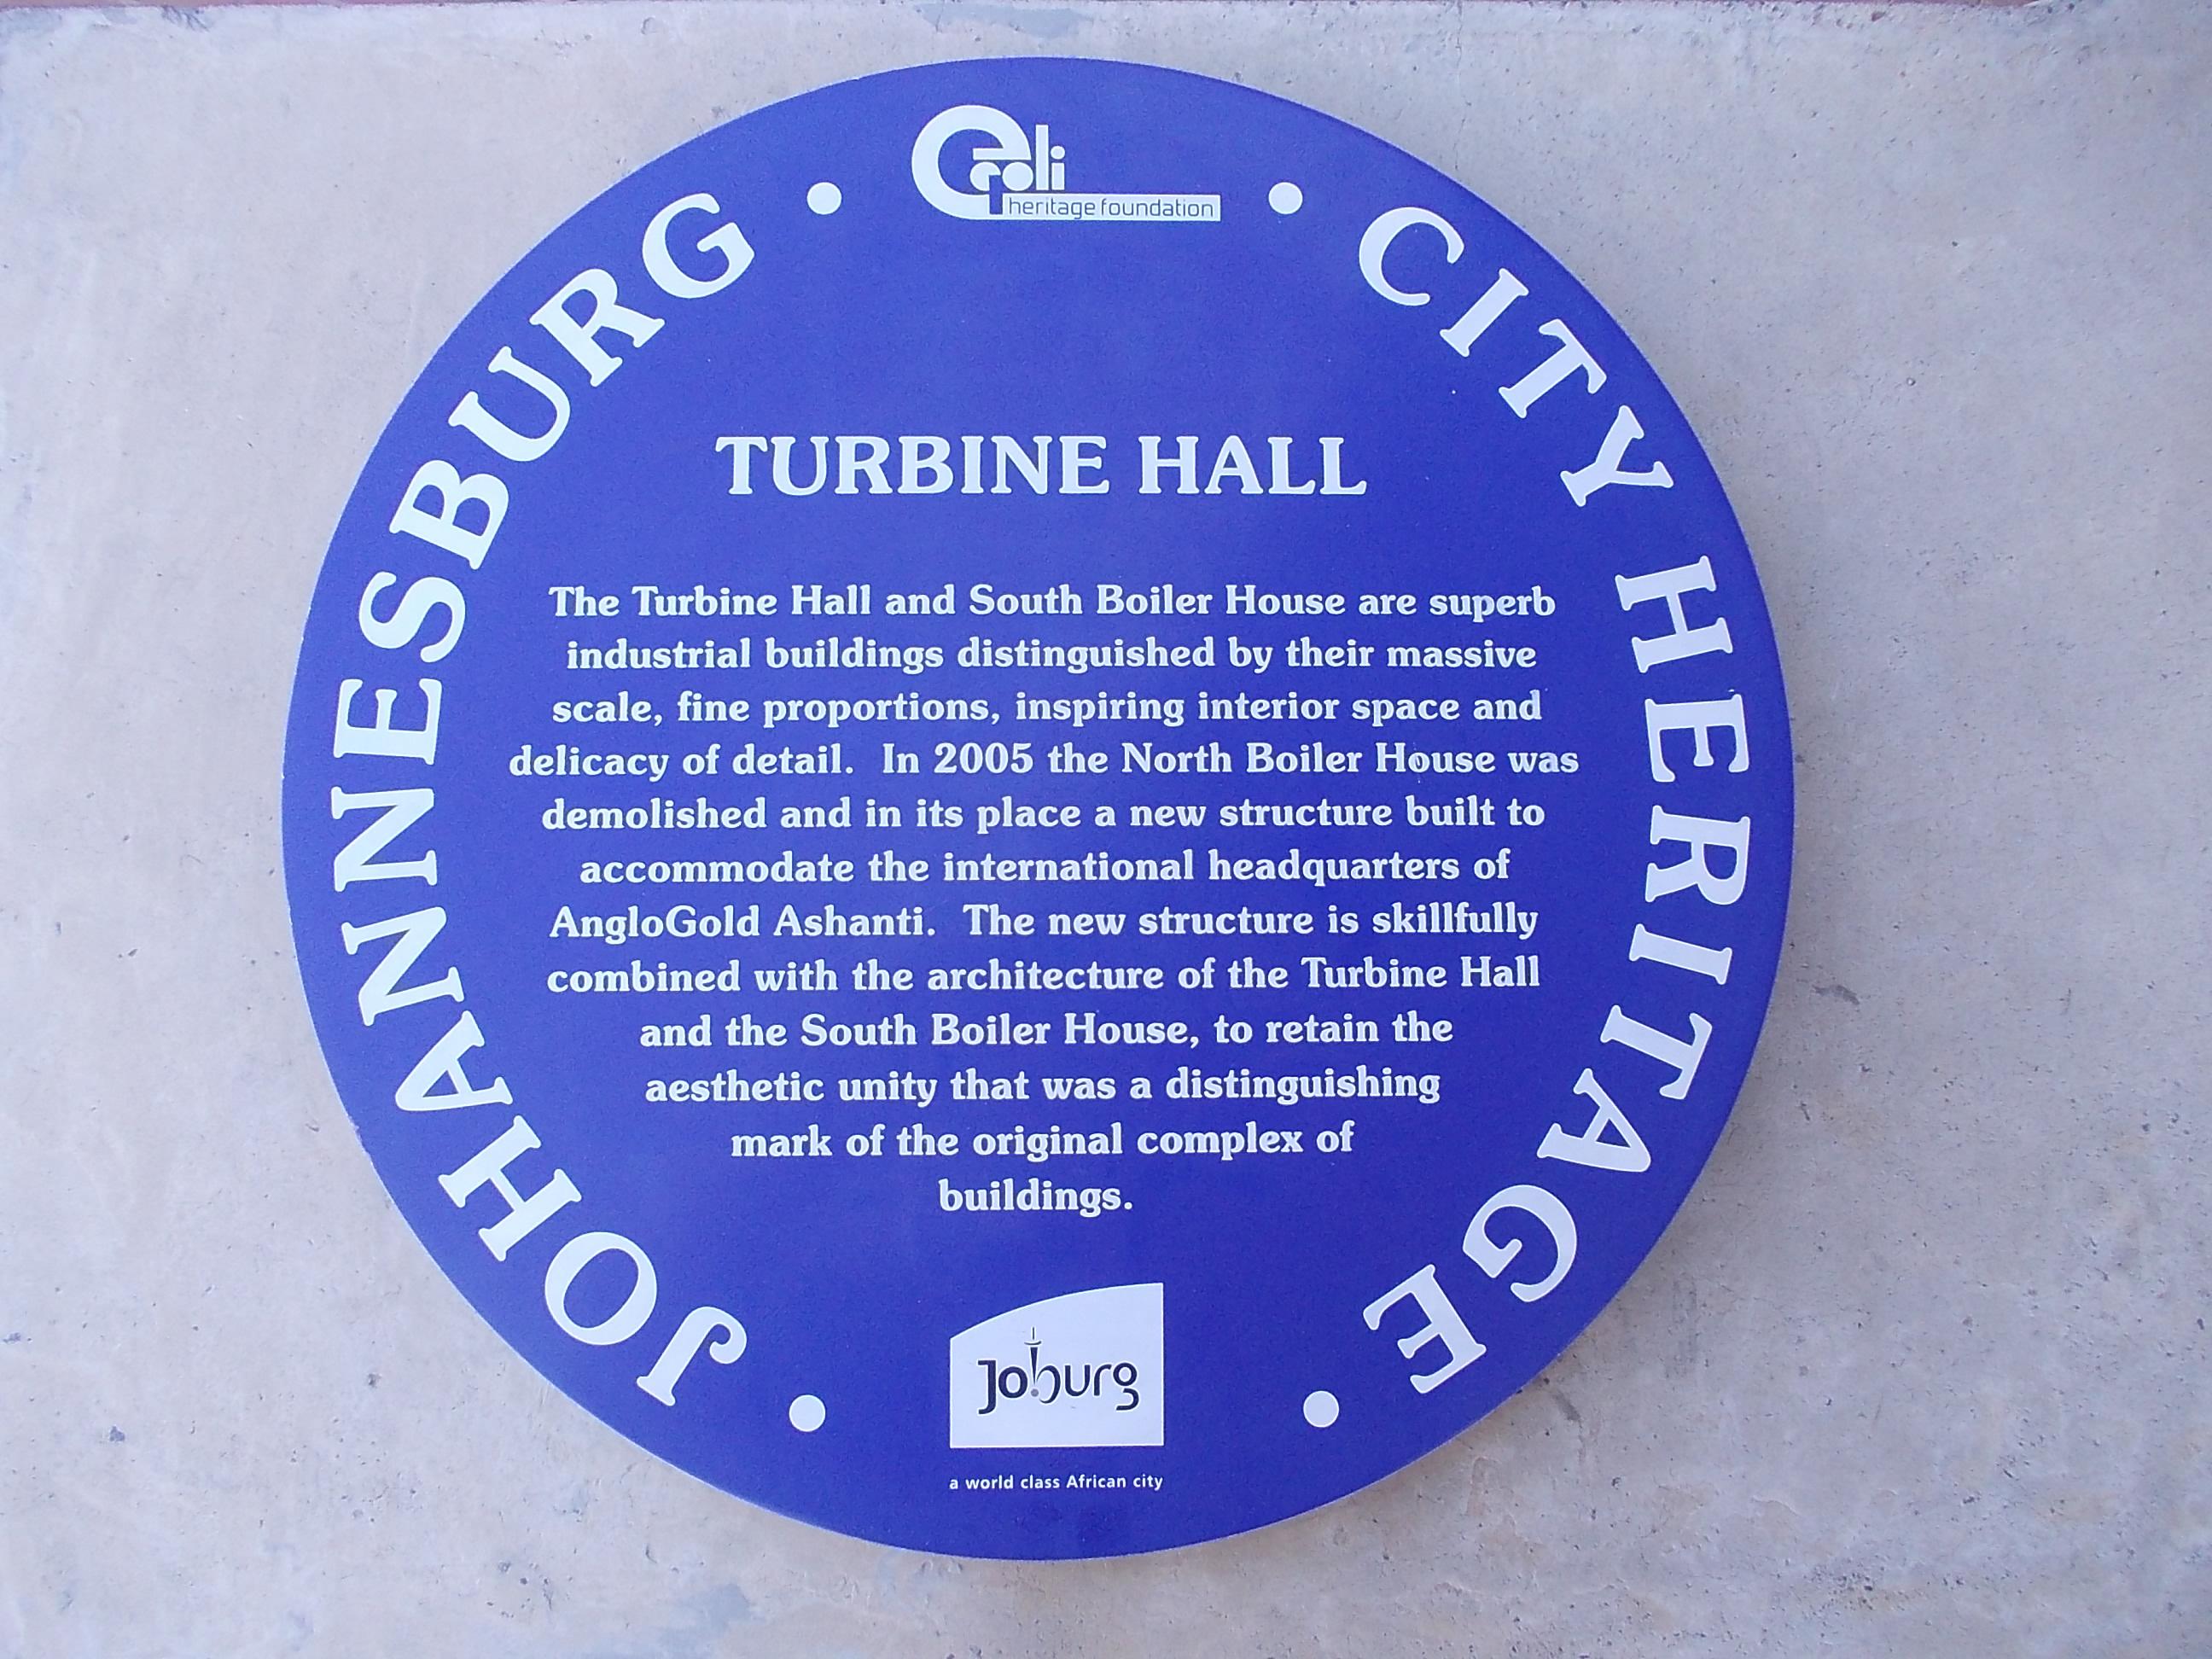 egoli
heritage foundation
JOHANNESBURG • CITY HERITAGE
TURBINE HALL
The Turbine Hall and South Boiler House are superb
industrial buildings distinguished by their massive
scale, fine proportions, inspiring interior space and
delicacy of detail. In 2005 the North Boiler House was
demolished and in its place a new structure built to
accommodate the international headquarters of
AngloGold Ashanti. The new structure is skillfully
combined with the architecture of the Turbine Hall
and the South Boiler House, to retain the
aesthetic unity that was a distinguishing
mark of the original complex of
buildings.
Joburg
a world class African city